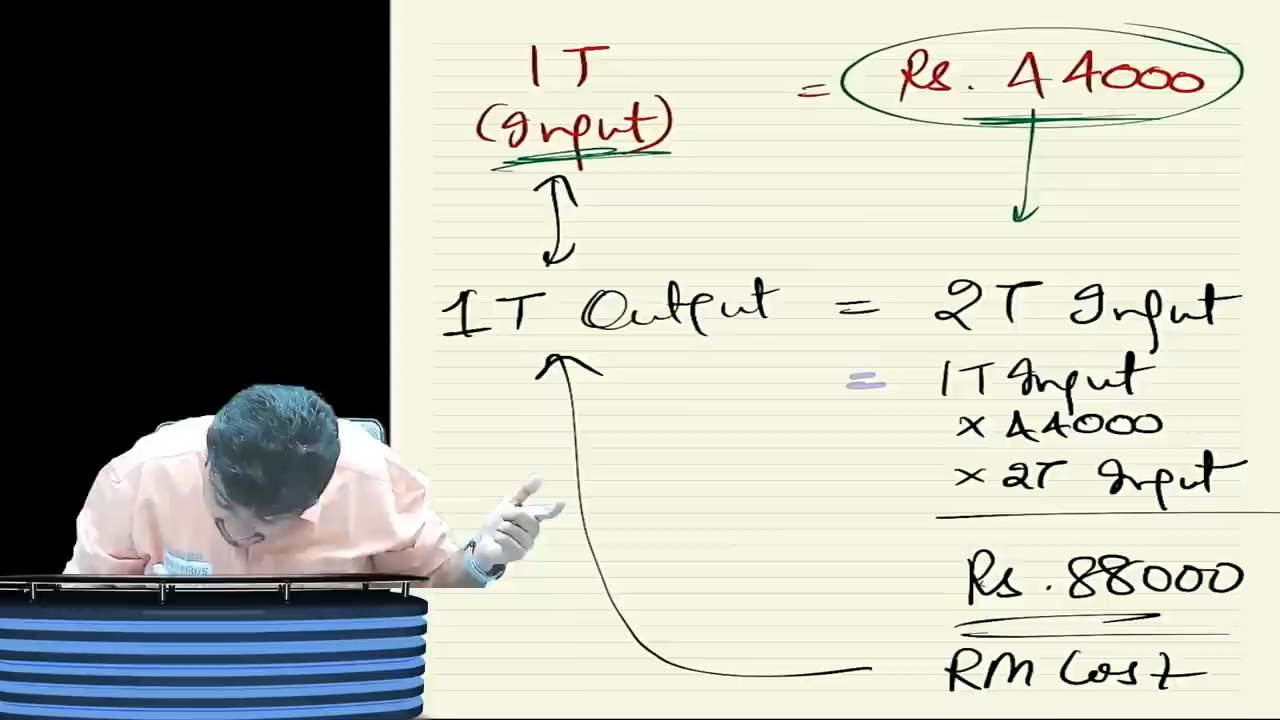 1T = Rs. 44000
(Input)
1T Output = 2T Input
= 1T Input
× 44000
× 2T Input
Rs. 88000
RM Cost